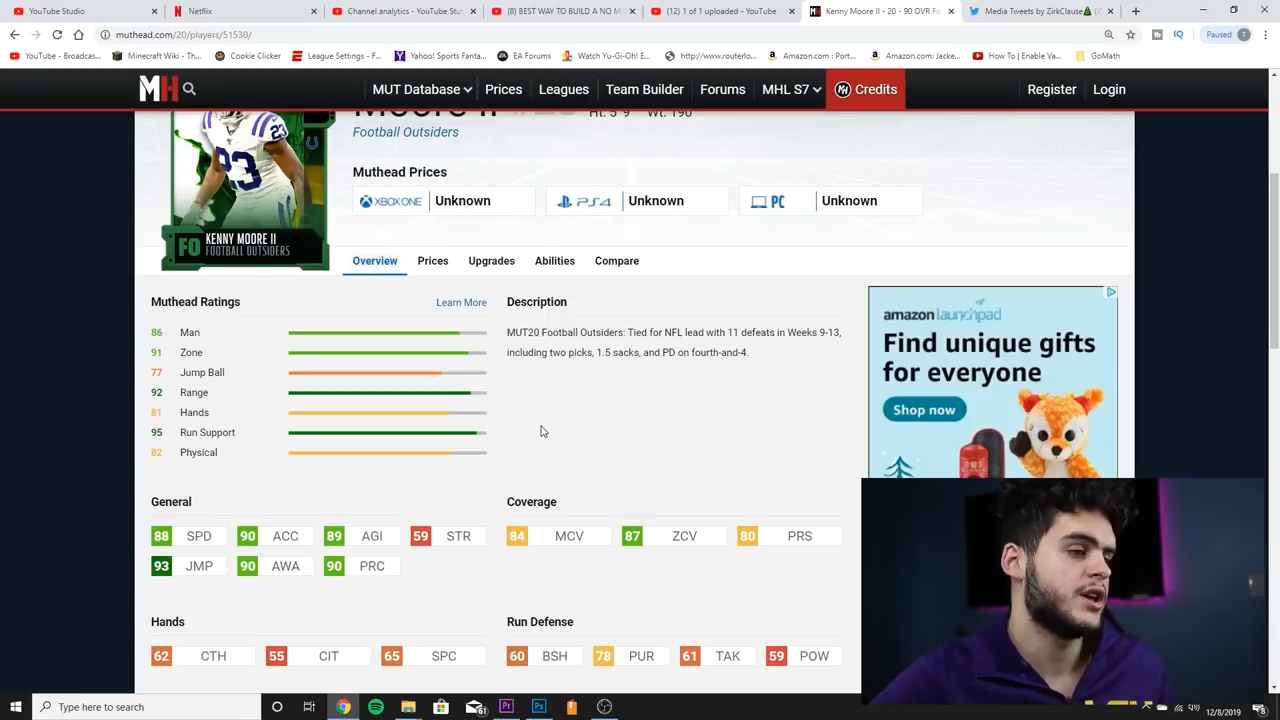 YouTube Studio
Netflix
Channel analytics - YouTube Stu
(8) BEST WAY TO BUILD A NO M
(12) 1 of 1 uploaded - YouTube
Kenny Moore II - 20 - 90 OVR Fo
Media Tweets by ZirkClause
muthead.com/20/players/51530/
IQ
Paused
T
YouTube - Broadcas...
Minecraft Wiki - Th...
Cookie Clicker
League Settings - F...
Yahoo! Sports Fanta...
EA Forums
Watch Yu-Gi-Oh! E...
http://www.routerlo...
Amazon.com : Port...
Amazon.com: Jacke...
How To | Enable Va...
GoMath
MH
MUT Database
Prices
Leagues
Team Builder
Forums
MHL S7
Credits
Register
Login
Moore II #23
Ht: 5' 9" Wt: 190
Football Outsiders
Muthead Prices
XBOX ONE Unknown
PS4 Unknown
PC Unknown
23
FO KENNY MOORE II
FOOTBALL OUTSIDERS
Overview
Prices
Upgrades
Abilities
Compare
Muthead Ratings
Learn More
86 Man
91 Zone
77 Jump Ball
92 Range
81 Hands
95 Run Support
82 Physical
Description
MUT20 Football Outsiders: Tied for NFL lead with 11 defeats in Weeks 9-13,
including two picks, 1.5 sacks, and PD on fourth-and-4.
amazon launchpad
Find unique gifts
for everyone
Shop now
General
88 SPD 90 ACC 89 AGI 59 STR
93 JMP 90 AWA 90 PRC
Coverage
84 MCV 87 ZCV 80 PRS
Hands
62 CTH 55 CIT 65 SPC
Run Defense
60 BSH 78 PUR 61 TAK 59 POW
Type here to search
61
Pr
Ps
12/8/2019
8